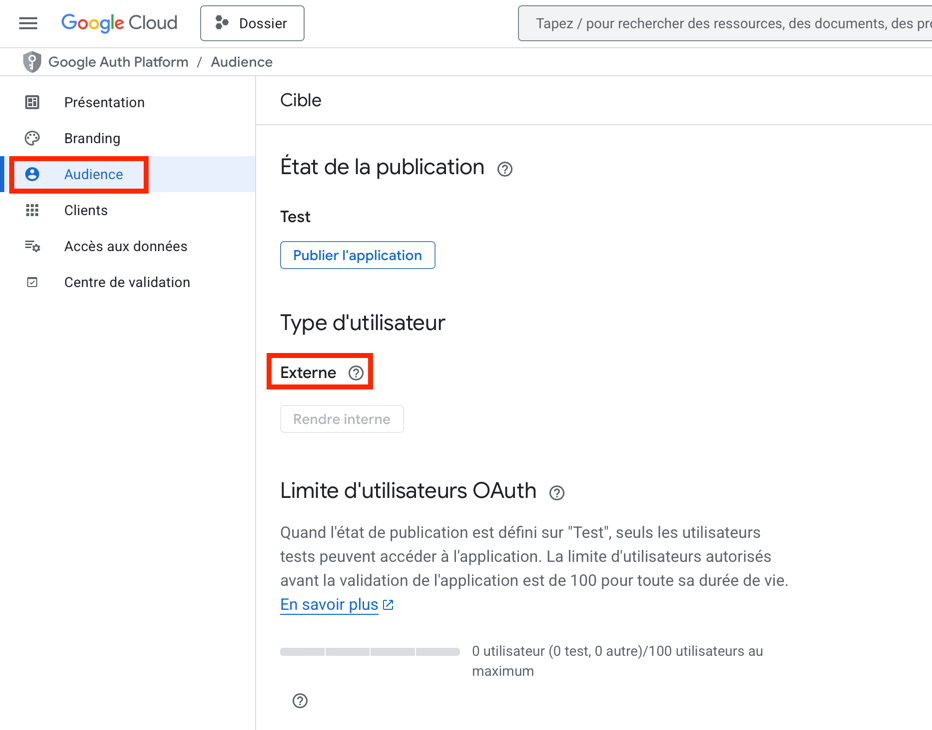 Google Cloud
Dossier
Tapez / pour rechercher des ressources, des documents, des
Google Auth Platform / Audience
Présentation
Branding
Audience
Clients
Accès aux données
Centre de validation
Cible
État de la publication
Test
Publier l'application
Type d'utilisateur
Externe
Rendre interne
Limite d'utilisateurs OAuth
Quand l'état de publication est défini sur "Test", seuls les utilisateurs
tests peuvent accéder à l'application. La limite d'utilisateurs autorisés
avant la validation de l'application est de 100 pour toute sa durée de vie.
En savoir plus
0 utilisateur (0 test, 0 autre)/100 utilisateurs au
maximum